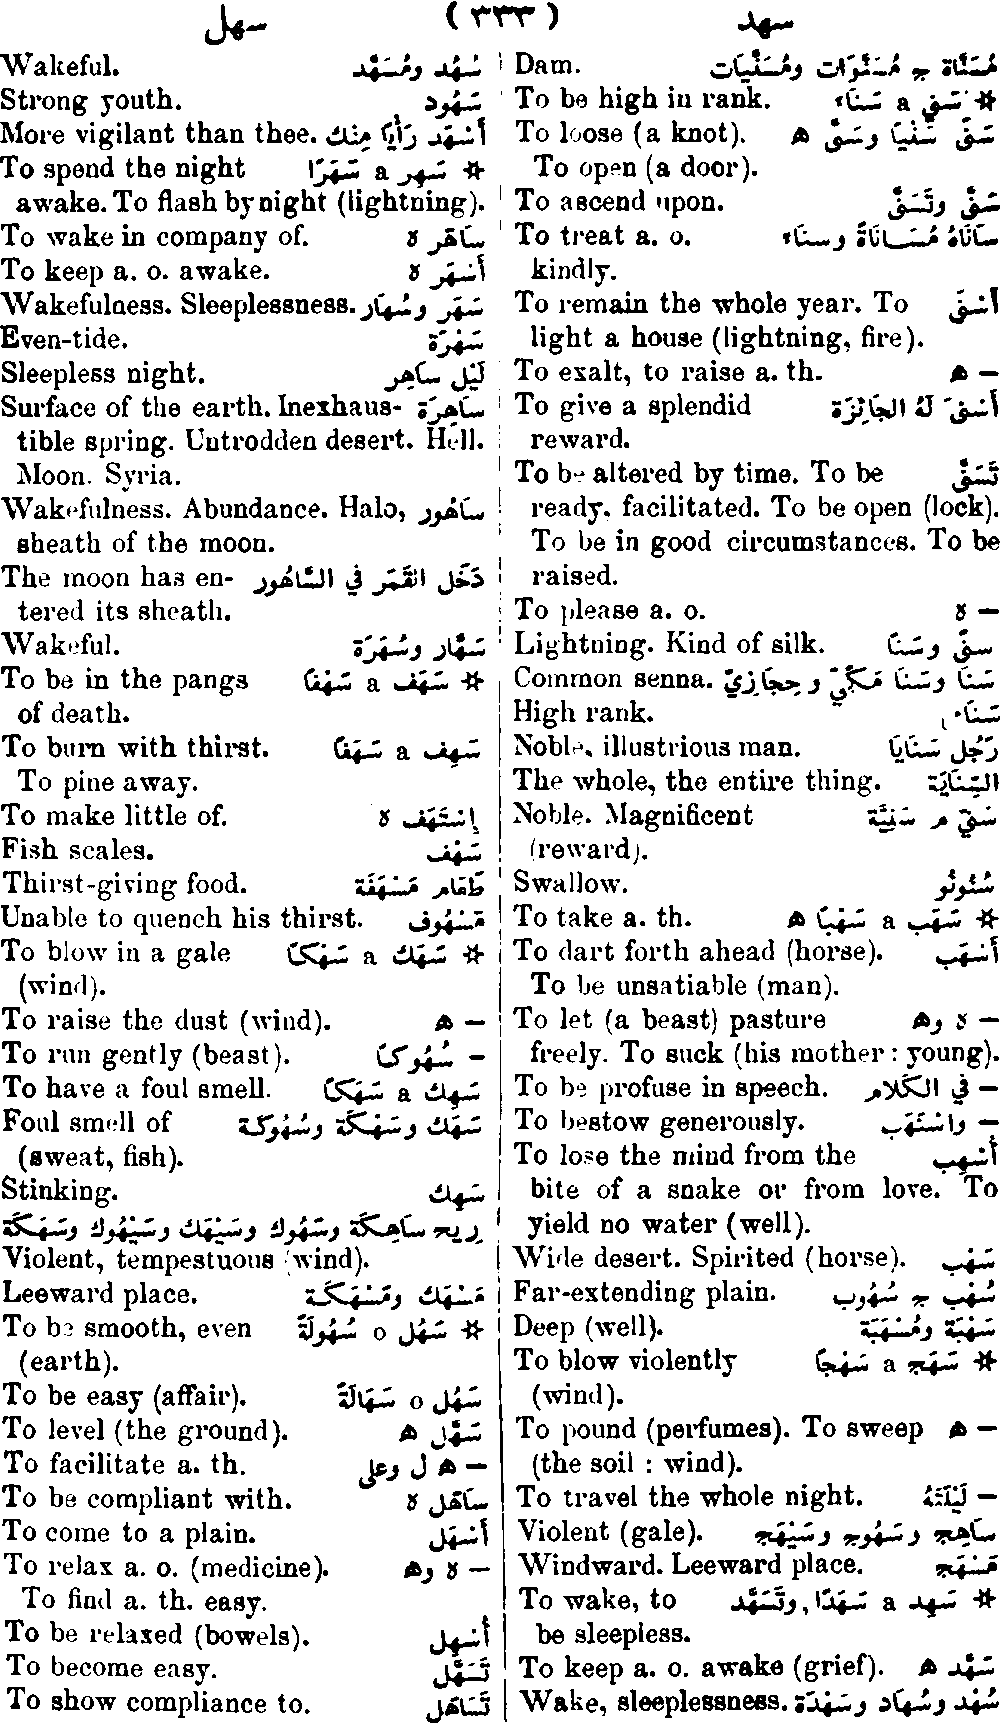 سهد ( ٣٣٣ ) سهل
Dam. مُسَنَّاة ج مُسَنَّوَات ومُسَنَّيَات
To be high in rank. ✲ سَنِيَ a سَنَاءً
To loose (a knot). سَنَى سَنْيًا وسَنَّى ه
To open (a door).
To ascend upon. سَنَّى وتَسَنَّى
To treat a. o. سَانَاهُ مُسَانَاةً وسِنَاءً
kindly.
To remain the whole year. To أَسْنَى
light a house (lightning, fire).
To exalt, to raise a. th. ه –
To give a splendid أَسْنَى لَهُ الجَائِزَة
reward.
To be altered by time. To be تَسَنَّى
ready, facilitated. To be open (lock).
To be in good circumstances. To be
raised.
To please a. o. ه –
Lightning. Kind of silk. سَنًى وسَنًا
Common senna. سَنَا وسَنَا مَكِّيّ وحِجَازِيّ
High rank. سَنَاء
Noble, illustrious man. رَجُل سَنَايَا
The whole, the entire thing. السِّنَايَة
Noble. Magnificent سَنِيّ م سَنِيَّة
(reward).
Swallow. سُنُونُو
To take a. th. ✲ سَهَب a سَهْبًا ه
To dart forth ahead (horse). أَسْهَب
To be unsatiable (man).
To let (a beast) pasture – ه وه
freely. To suck (his mother : young).
To be profuse in speech. – في الكَلَام
To bestow generously. – واسْتَهَب
To lose the mind from the أُسْهِب
bite of a snake or from love. To
yield no water (well).
Wide desert. Spirited (horse). سَهْب
Far-extending plain. سُهْب ج سُهُوب
Deep (well). سَهْبَة ومُسْهَبَة
To blow violently ✲ سَهَج a سَهْجًا
(wind).
To pound (perfumes). To sweep ه –
(the soil : wind).
To travel the whole night. – لَيْلَتَهُ
Violent (gale). سَاهِج وسَهُوج وسَيْهَج
Windward. Leeward place. مَسْهَج
To wake, to ✲ سَهِد a سَهَدًا, وتَسَهَّد
be sleepless.
To keep a. o. awake (grief). سَهَّد ه
Wake, sleeplessness. سُهْد وسُهَاد وسَهْدَة
Wakeful. سُهُد ومُسَهَّد
Strong youth. سَهْوَد
More vigilant than thee. أَسْهَد رَأْيًا مِنْك
To spend the night ✲ سَهِر a سَهَرًا
awake. To flash by night (lightning).
To wake in company of. سَاهَر ه
To keep a. o. awake. أَسْهَر ه
Wakefulness. Sleeplessness. سَهَر وسُهَار
Even-tide. سَهْرَة
Sleepless night. لَيْل سَاهِر
Surface of the earth. Inexhaus- سَاهِرَة
tible spring. Untrodden desert. Hell.
Moon. Syria.
Wakefulness. Abundance. Halo, سَاهُور
sheath of the moon.
The moon has en- دَخَل القَمَر في السَّاهُور
tered its sheath.
Wakeful. سَهَّار وسُهَرَة
To be in the pangs ✲ سَهَف a سَهْفًا
of death.
To burn with thirst. سَهِف a سَهَفًا
To pine away.
To make little of. إِسْتَهَف ه
Fish scales. سَهْف
Thirst-giving food. طَعَام مَسْهَفَة
Unable to quench his thirst. مَسْهُوف
To blow in a gale ✲ سَهَك a سَهْكًا
(wind).
To raise the dust (wind). ه –
To run gently (beast). – سُهُوكًا
To have a foul smell. سَهِك a سَهَكًا
Foul smell of سَهَك وسَهْكَة وسُهُوكَة
(sweat, fish).
Stinking. سَهِك
رِيح سَاهِكَة وسَهُوك وسَيْهَك وسَيْهُوك وسَهْكَة
Violent, tempestuous (wind).
Leeward place. مَسْهَك ومَسْهَكَة
To be smooth, even ✲ سَهُل o سُهُولَةً
(earth).
To be easy (affair). سَهُل o سَهَالَةً
To level (the ground). سَهَّل ه
To facilitate a. th. – ه ل وعلى
To be compliant with. سَاهَل ه
To come to a plain. أَسْهَل
To relax a. o. (medicine). – ه وه
To find a. th. easy.
To be relaxed (bowels). أُسْهِل
To become easy. تَسَهَّل
To show compliance to. تَسَاهَل